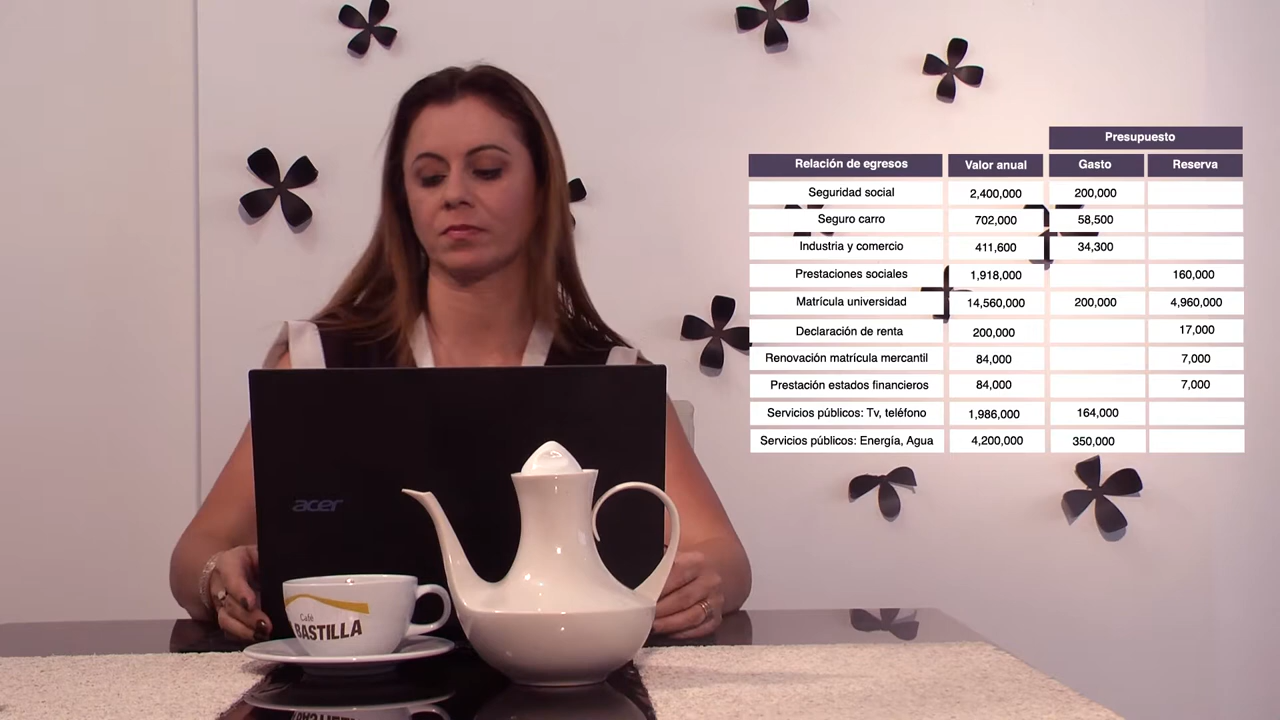 Presupuesto
Relación de egresos Valor anual Gasto Reserva
Seguridad social 2,400,000 200,000
Seguro carro 702,000 58,500
Industria y comercio 411,600 34,300
Prestaciones sociales 1,918,000 160,000
Matrícula universidad 14,560,000 200,000 4,960,000
Declaración de renta 200,000 17,000
Renovación matrícula mercantil 84,000 7,000
Prestación estados financieros 84,000 7,000
Servicios públicos: Tv, teléfono 1,986,000 164,000
Servicios públicos: Energía, Agua 4,200,000 350,000
acer
Café
BASTILLA